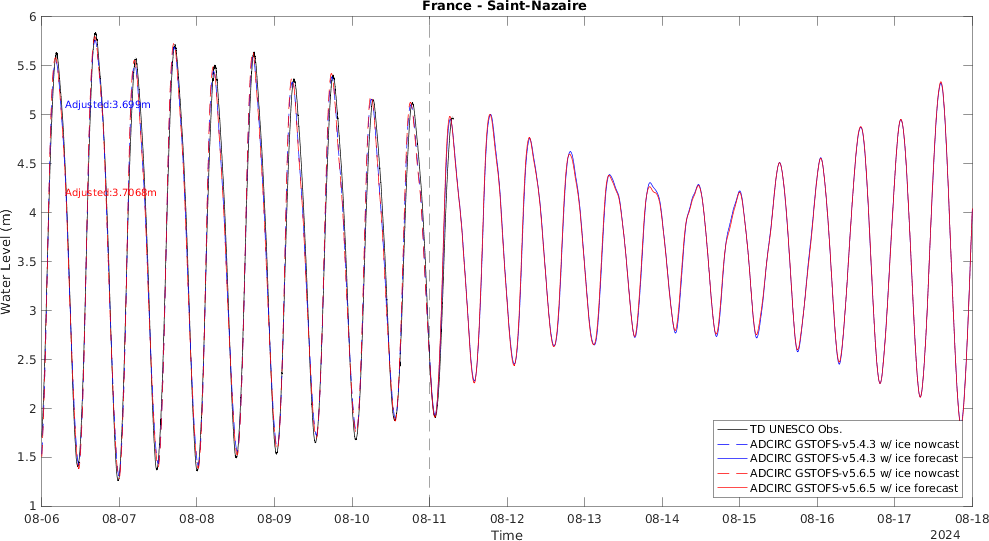 France - Saint-Nazaire
6
5.5
5
4.5
4
3.5
3
2.5
2
1.5
1
Water Level (m)
Adjusted:3.699m
Adjusted:3.7068m
TD UNESCO Obs.
ADCIRC GSTOFS-v5.4.3 w/ ice nowcast
ADCIRC GSTOFS-v5.4.3 w/ ice forecast
ADCIRC GSTOFS-v5.6.5 w/ ice nowcast
ADCIRC GSTOFS-v5.6.5 w/ ice forecast
08-06 08-07 08-08 08-09 08-10 08-11 08-12 08-13 08-14 08-15 08-16 08-17 08-18
Time
2024